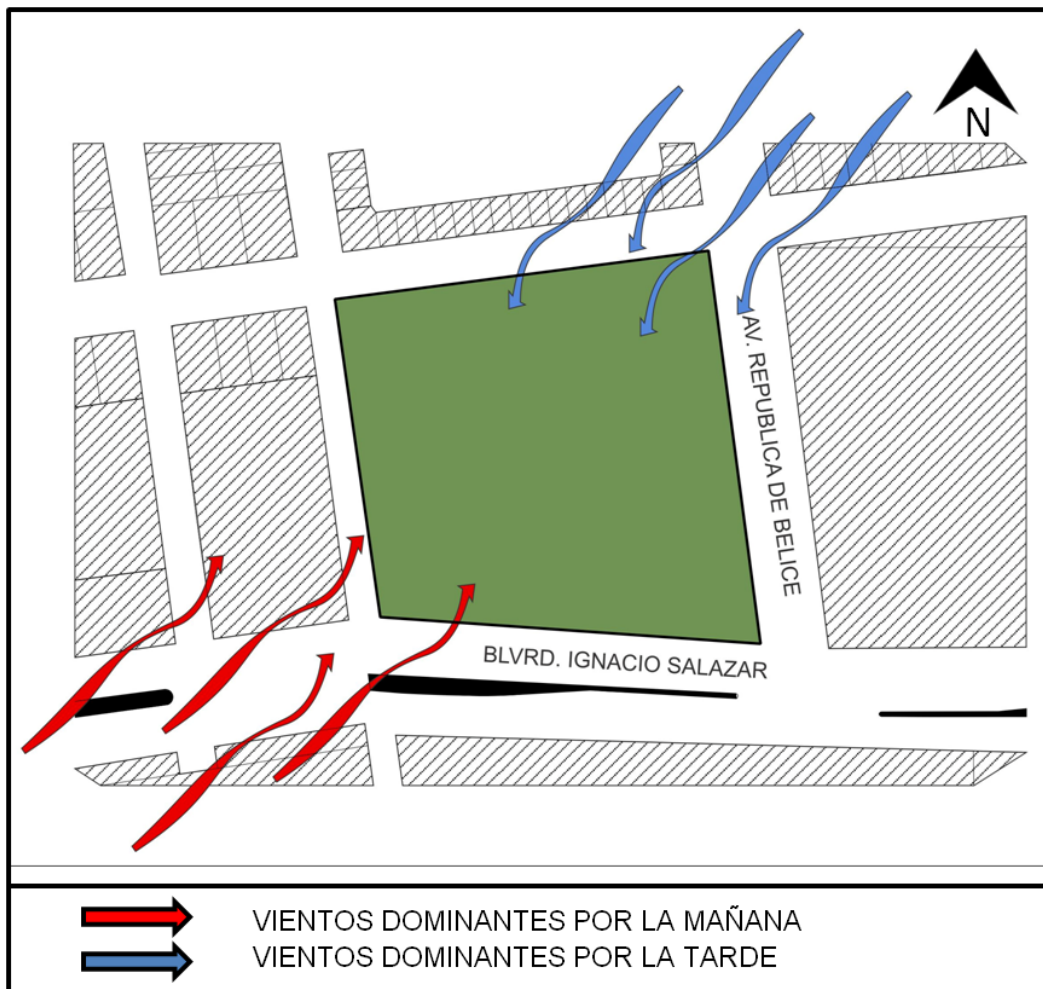 N
AV. REPUBLICA DE BELICE
BLVRD. IGNACIO SALAZAR
VIENTOS DOMINANTES POR LA MAÑANA
VIENTOS DOMINANTES POR LA TARDE